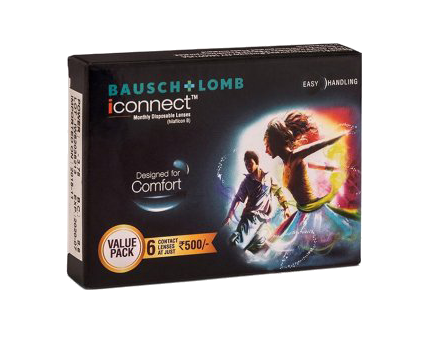 BAUSCH+LOMB
iconnect™
Monthly Disposable Lenses
(hilafilcon B)
EASY HANDLING
Designed for
Comfort
VALUE
PACK
6 CONTACT
LENSES
AT JUST ₹500/-